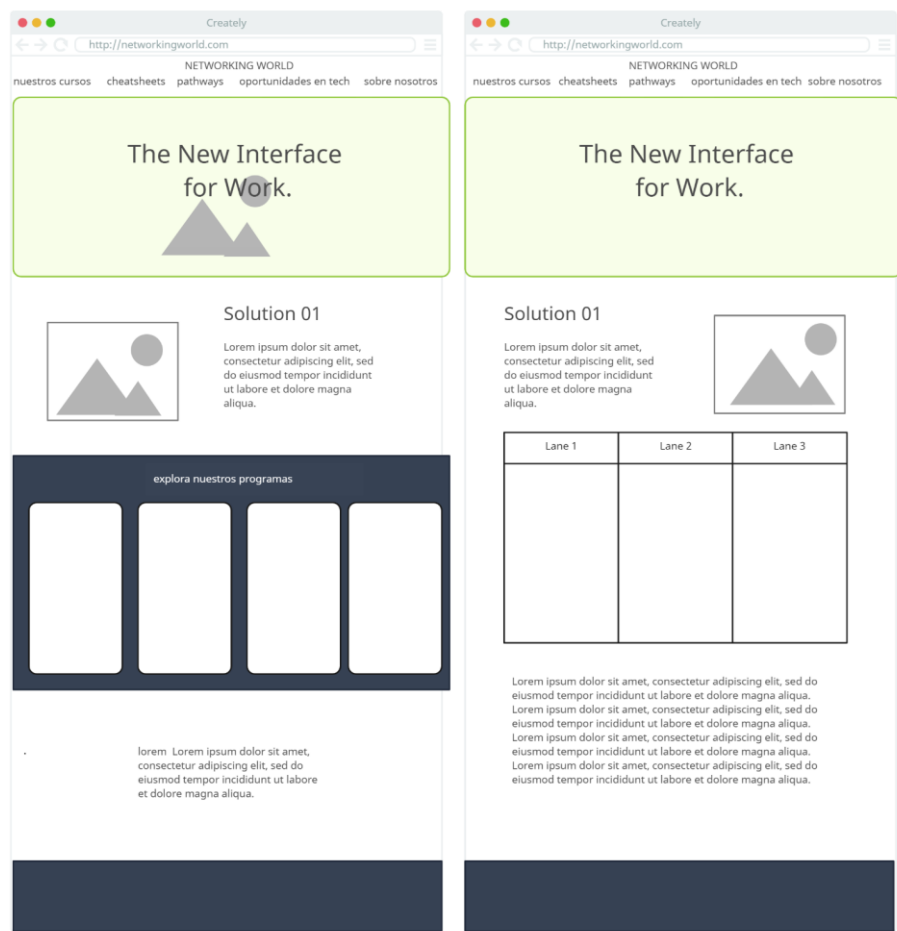 Creately
http://networkingworld.com
NETWORKING WORLD
nuestros cursos cheatsheets pathways oportunidades en tech sobre nosotros
The New Interface
for Work.
Solution 01
Lorem ipsum dolor sit amet,
consectetur adipiscing elit, sed
do eiusmod tempor incididunt
ut labore et dolore magna
aliqua.
explora nuestros programas
.
lorem Lorem ipsum dolor sit amet,
consectetur adipiscing elit, sed do
eiusmod tempor incididunt ut labore
et dolore magna aliqua.
Creately
http://networkingworld.com
NETWORKING WORLD
nuestros cursos cheatsheets pathways oportunidades en tech sobre nosotros
The New Interface
for Work.
Solution 01
Lorem ipsum dolor sit amet,
consectetur adipiscing elit, sed
do eiusmod tempor incididunt
ut labore et dolore magna
aliqua.
Lane 1 Lane 2 Lane 3
Lorem ipsum dolor sit amet, consectetur adipiscing elit, sed do
eiusmod tempor incididunt ut labore et dolore magna aliqua.
Lorem ipsum dolor sit amet, consectetur adipiscing elit, sed do
eiusmod tempor incididunt ut labore et dolore magna aliqua.
Lorem ipsum dolor sit amet, consectetur adipiscing elit, sed do
eiusmod tempor incididunt ut labore et dolore magna aliqua.
Lorem ipsum dolor sit amet, consectetur adipiscing elit, sed do
eiusmod tempor incididunt ut labore et dolore magna aliqua.